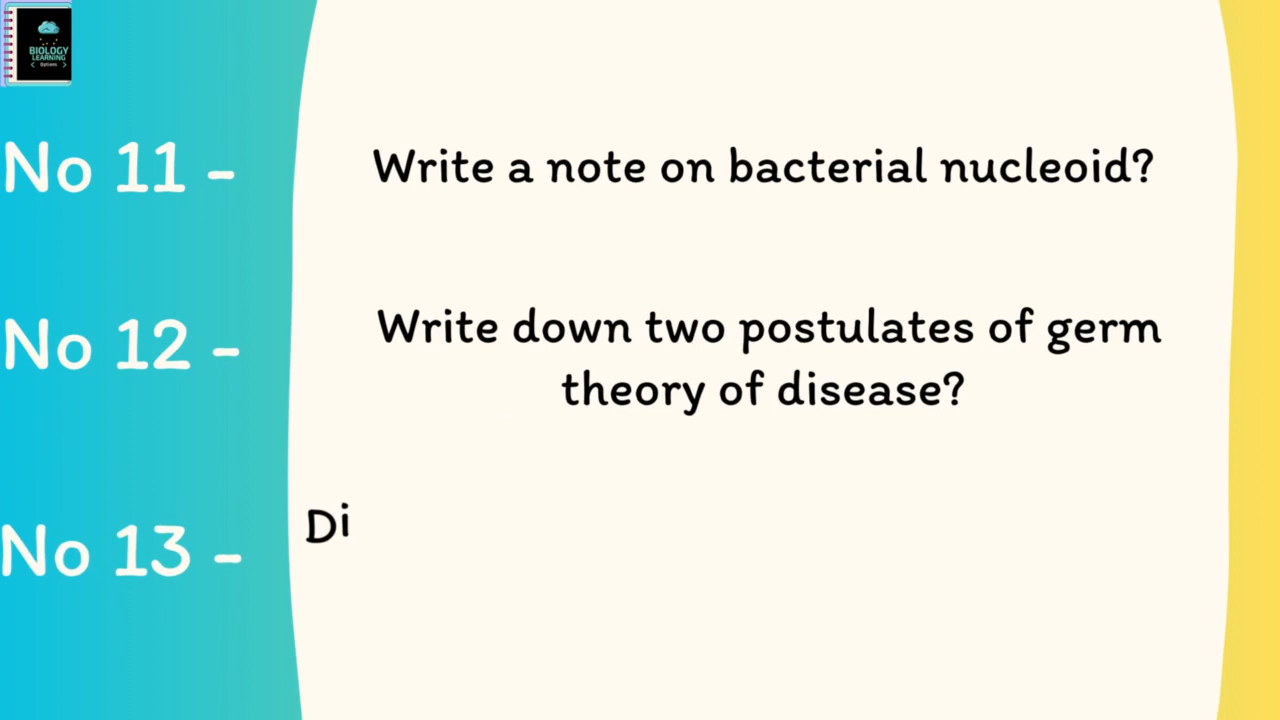 BIOLOGY
LEARNING
No 11 -
Write a note on bacterial nucleoid?
No 12 -
Write down two postulates of germ
theory of disease?
No 13 -
Di